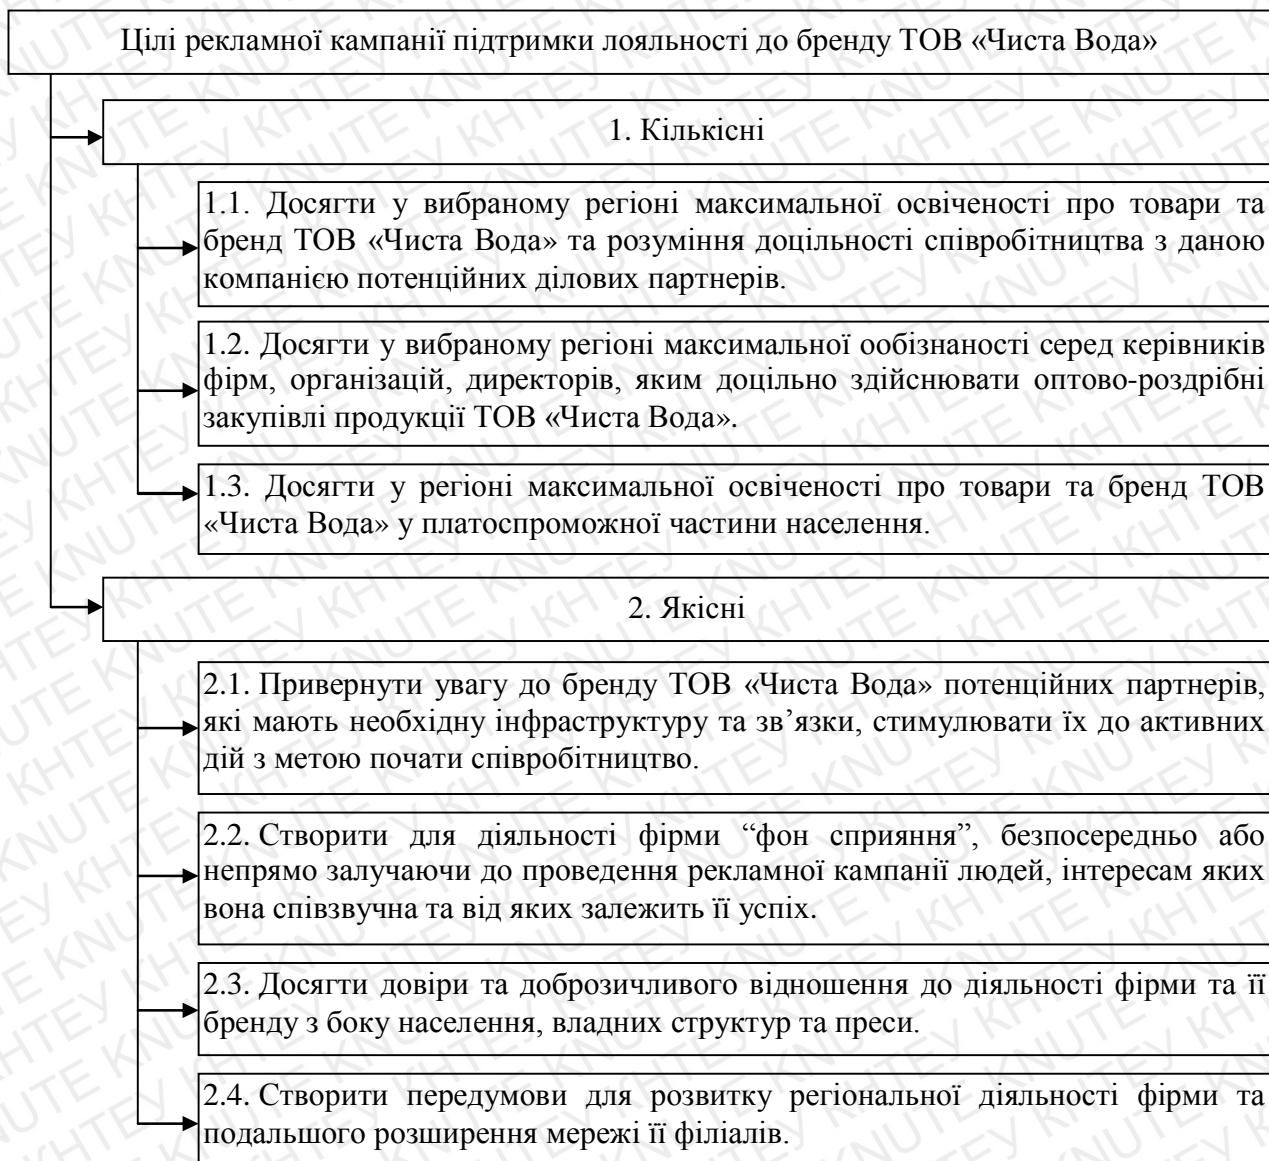 Цілі рекламної кампанії підтримки лояльності до бренду ТОВ «Чиста Вода»
1. Кількісні
1.1. Досягти у вибраному регіоні максимальної освіченості про товари та
бренд ТОВ «Чиста Вода» та розуміння доцільності співробітництва з даною
компанією потенційних ділових партнерів.
1.2. Досягти у вибраному регіоні максимальної ообізнаності серед керівників
фірм, організацій, директорів, яким доцільно здійснювати оптово-роздрібні
закупівлі продукції ТОВ «Чиста Вода».
1.3. Досягти у регіоні максимальної освіченості про товари та бренд ТОВ
«Чиста Вода» у платоспроможної частини населення.
2. Якісні
2.1. Привернути увагу до бренду ТОВ «Чиста Вода» потенційних партнерів,
які мають необхідну інфраструктуру та зв’язки, стимулювати їх до активних
дій з метою почати співробітництво.
2.2. Створити для діяльності фірми “фон сприяння”, безпосередньо або
непрямо залучаючи до проведення рекламної кампанії людей, інтересам яких
вона співзвучна та від яких залежить її успіх.
2.3. Досягти довіри та доброзичливого відношення до діяльності фірми та її
бренду з боку населення, владних структур та преси.
2.4. Створити передумови для розвитку регіональної діяльності фірми та
подальшого розширення мережі її філіалів.